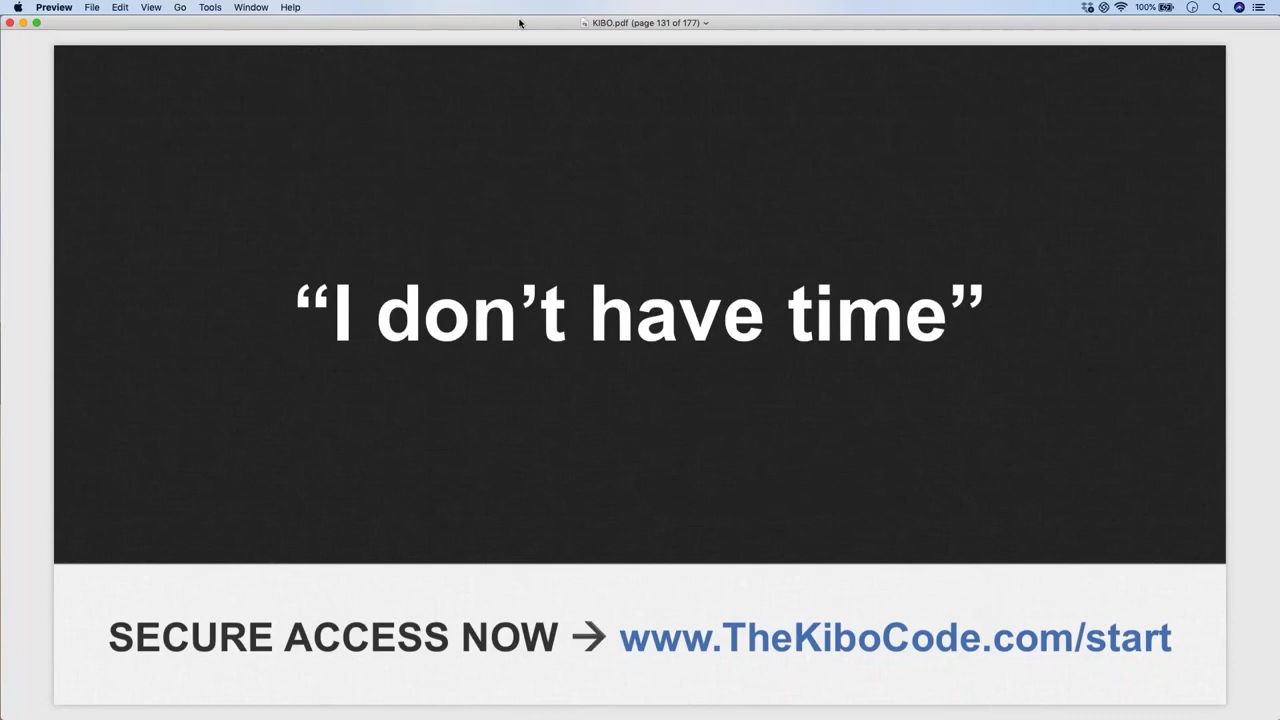 Preview File Edit View Go Tools Window Help 100%
KIBO.pdf (page 131 of 177)
“I don’t have time”
SECURE ACCESS NOW → www.TheKiboCode.com/start